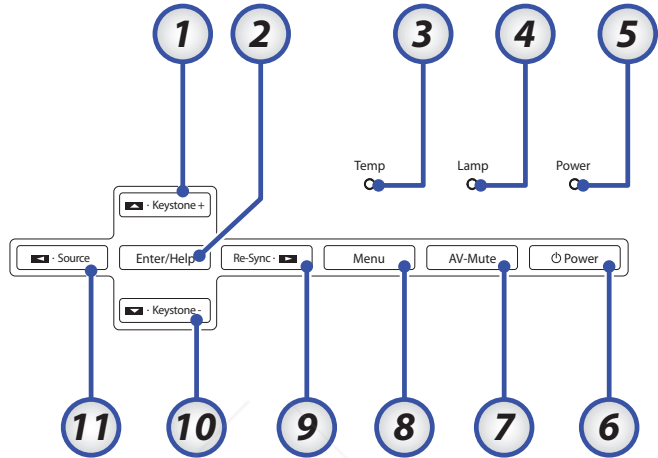 1 2 3 4 5
Temp Lamp Power
· Keystone +
· Source Enter/Help Re-Sync · Menu AV-Mute Power
· Keystone -
11 10 9 8 7 6